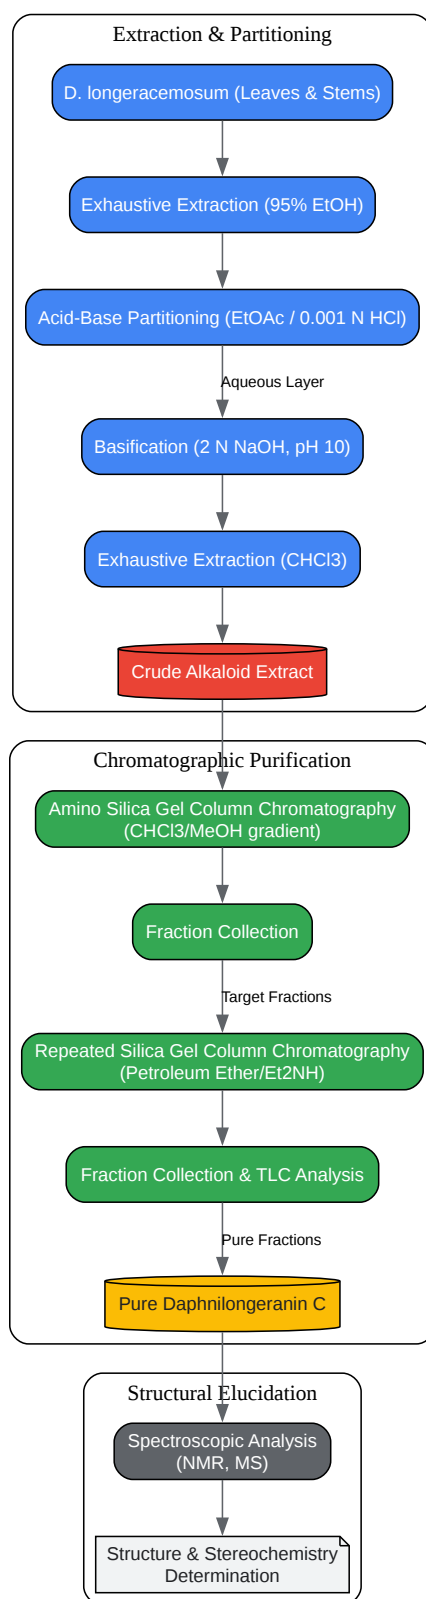 Extraction & Partitioning
D. longeracemosum (Leaves & Stems)
Exhaustive Extraction (95% EtOH)
Acid-Base Partitioning (EtOAc / 0.001 N HCl)
Aqueous Layer
Basification (2 N NaOH, pH 10)
Exhaustive Extraction (CHCl3)
Crude Alkaloid Extract
Chromatographic Purification
Amino Silica Gel Column Chromatography
(CHCl3/MeOH gradient)
Fraction Collection
Target Fractions
Repeated Silica Gel Column Chromatography
(Petroleum Ether/Et2NH)
Fraction Collection & TLC Analysis
Pure Fractions
Pure Daphnilongeranin C
Structural Elucidation
Spectroscopic Analysis
(NMR, MS)
Structure & Stereochemistry
Determination